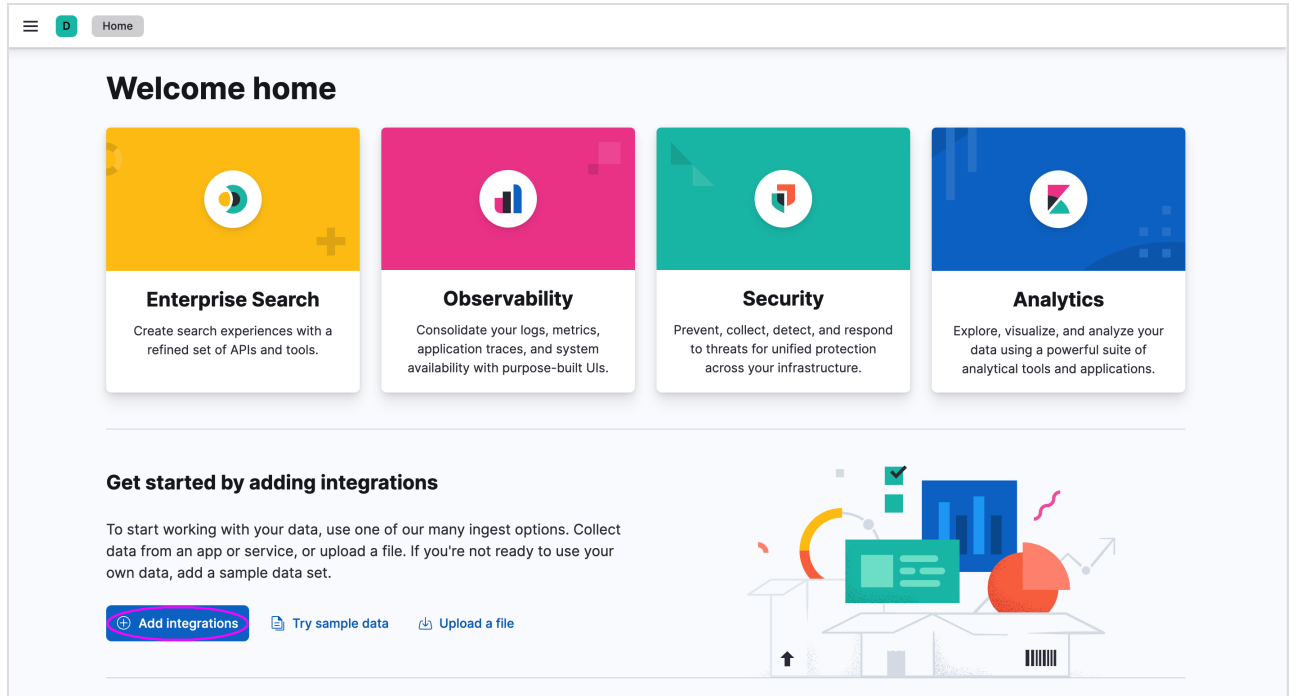 D Home
Welcome home
Enterprise Search
Create search experiences with a
refined set of APIs and tools.
Observability
Consolidate your logs, metrics,
application traces, and system
availability with purpose-built UIs.
Security
Prevent, collect, detect, and respond
to threats for unified protection
across your infrastructure.
Analytics
Explore, visualize, and analyze your
data using a powerful suite of
analytical tools and applications.
Get started by adding integrations
To start working with your data, use one of our many ingest options. Collect
data from an app or service, or upload a file. If you're not ready to use your
own data, add a sample data set.
Add integrations Try sample data Upload a file